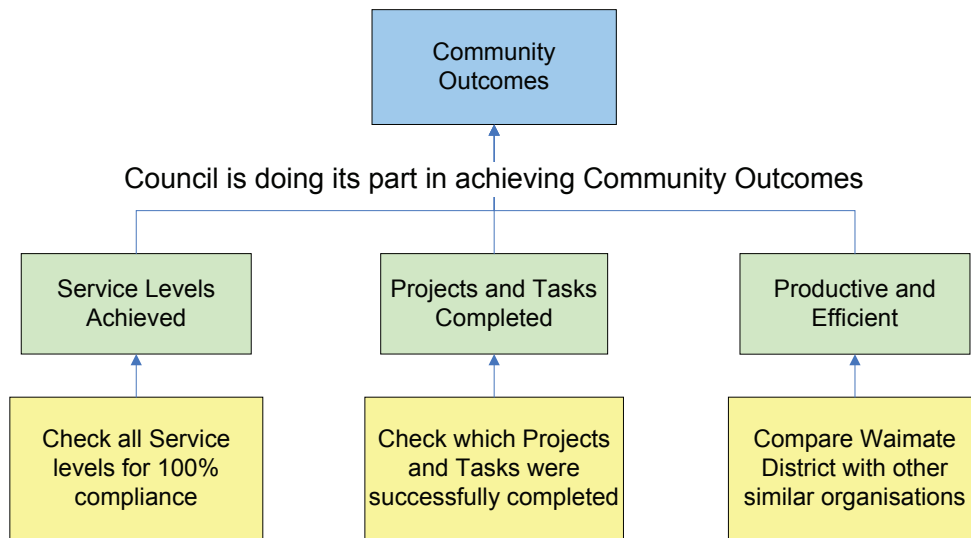 Community
Outcomes
Council is doing its part in achieving Community Outcomes
Service Levels
Achieved
Projects and Tasks
Completed
Productive and
Efficient
Check all Service
levels for 100%
compliance
Check which Projects
and Tasks were
successfully completed
Compare Waimate
District with other
similar organisations